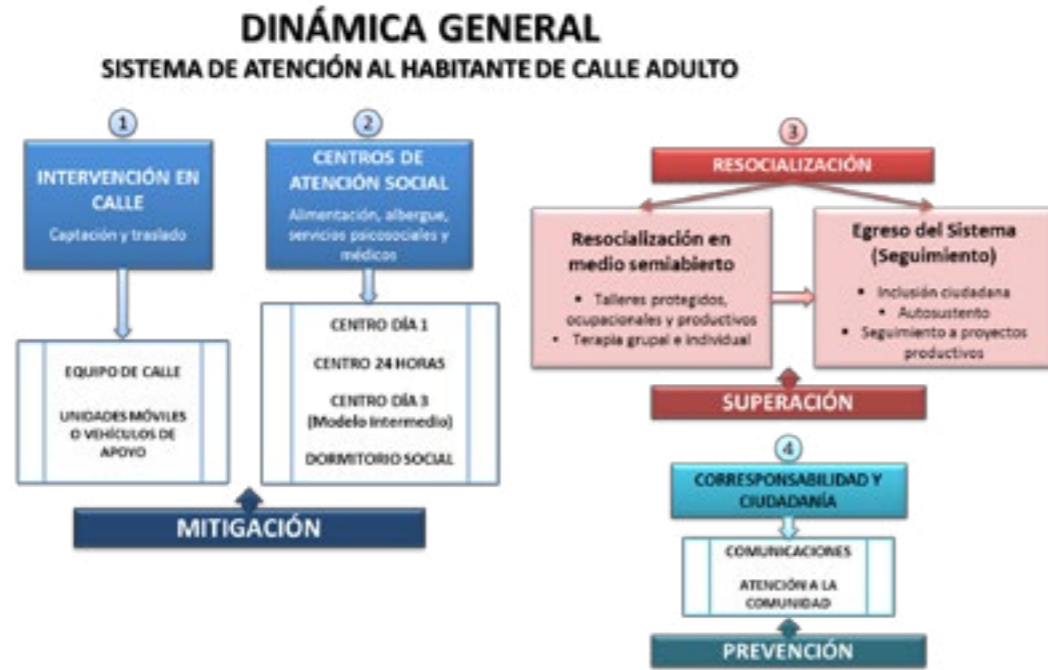 DINÁMICA GENERAL
SISTEMA DE ATENCIÓN AL HABITANTE DE CALLE ADULTO
1
INTERVENCIÓN EN
CALLE
Captación y traslado
EQUIPO DE CALLE
UNIDADES MÓVILES
O VEHÍCULOS DE
APOYO
2
CENTROS DE
ATENCIÓN SOCIAL
Alimentación, albergue,
servicios psicosociales y
médicos
CENTRO DÍA 1
CENTRO 24 HORAS
CENTRO DÍA 3
(Modelo Intermedio)
DORMITORIO SOCIAL
MITIGACIÓN
3
RESOCIALIZACIÓN
Resocialización en
medio semiabierto
▪ Talleres protegidos,
ocupacionales y productivos
▪ Terapia grupal e individual
Egreso del Sistema
(Seguimiento)
▪ Inclusión ciudadana
▪ Autosustento
▪ Seguimiento a proyectos
productivos
SUPERACIÓN
4
CORRESPONSABILIDAD Y
CIUDADANÍA
COMUNICACIONES
ATENCIÓN A LA
COMUNIDAD
PREVENCIÓN